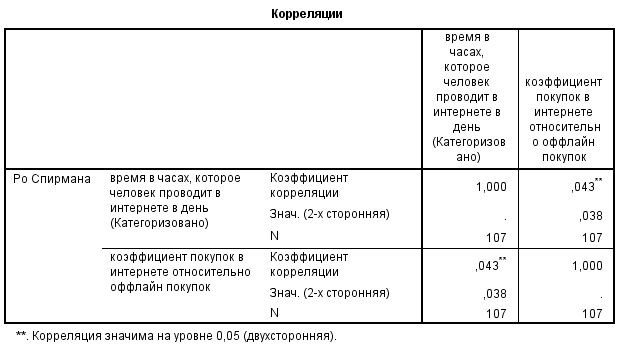 Корреляции
время в
часах,
которое
человек
проводит в
интернете в
день
(Категоризов
ано)
коэффициент
покупок в
интернете
относительн
о оффлайн
покупок
Ро Спирмана
время в часах, которое
человек проводит в
интернете в день
(Категоризовано)
Коэффициент
корреляции
1,000
,043**
Знач. (2-х сторонняя)
.
,038
N
107
107
коэффициент покупок в
интернете относительно
оффлайн покупок
Коэффициент
корреляции
,043**
1,000
Знач. (2-х сторонняя)
,038
.
N
107
107
**. Корреляция значима на уровне 0,05 (двухсторонняя).